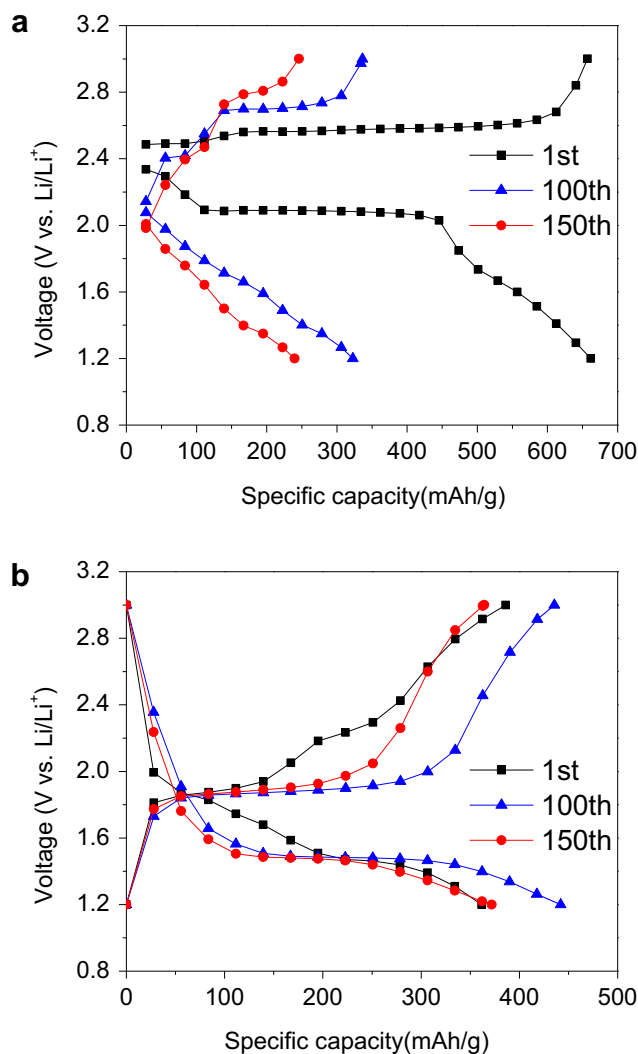 a
3.2
2.8
2.4
2.0
1.6
1.2
0.8
Voltage (V vs. Li/Li⁺)
1st
100th
150th
0 100 200 300 400 500 600 700
Specific capacity(mAh/g)
b
3.2
2.8
2.4
2.0
1.6
1.2
0.8
Voltage (V vs. Li/Li⁺)
1st
100th
150th
0 100 200 300 400 500
Specific capacity(mAh/g)